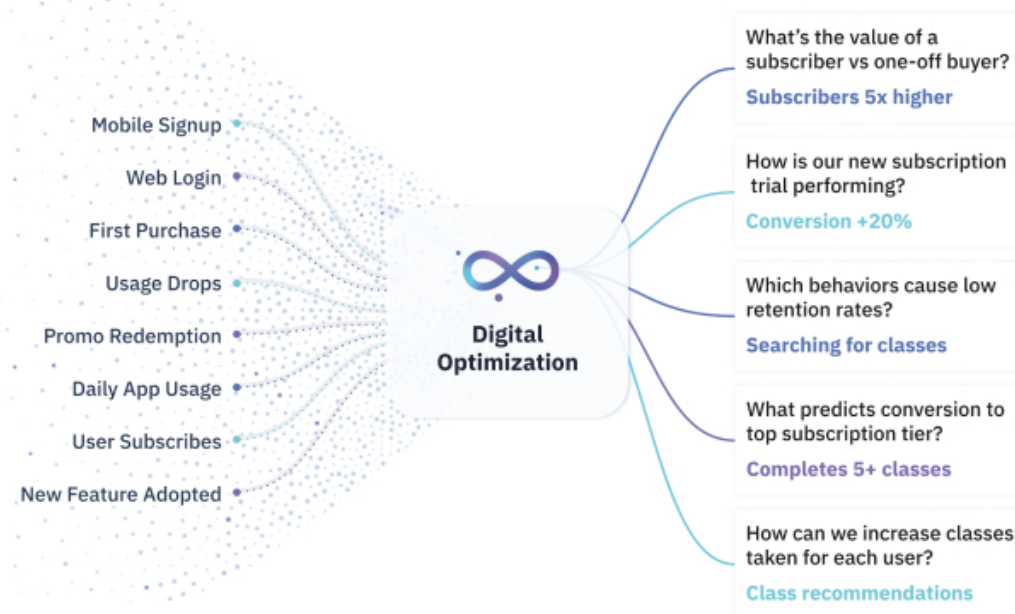 Mobile Signup
Web Login
First Purchase
Usage Drops
Promo Redemption
Daily App Usage
User Subscribes
New Feature Adopted
Digital
Optimization
What's the value of a
subscriber vs one-off buyer?
Subscribers 5x higher
How is our new subscription
trial performing?
Conversion +20%
Which behaviors cause low
retention rates?
Searching for classes
What predicts conversion to
top subscription tier?
Completes 5+ classes
How can we increase classes
taken for each user?
Class recommendations